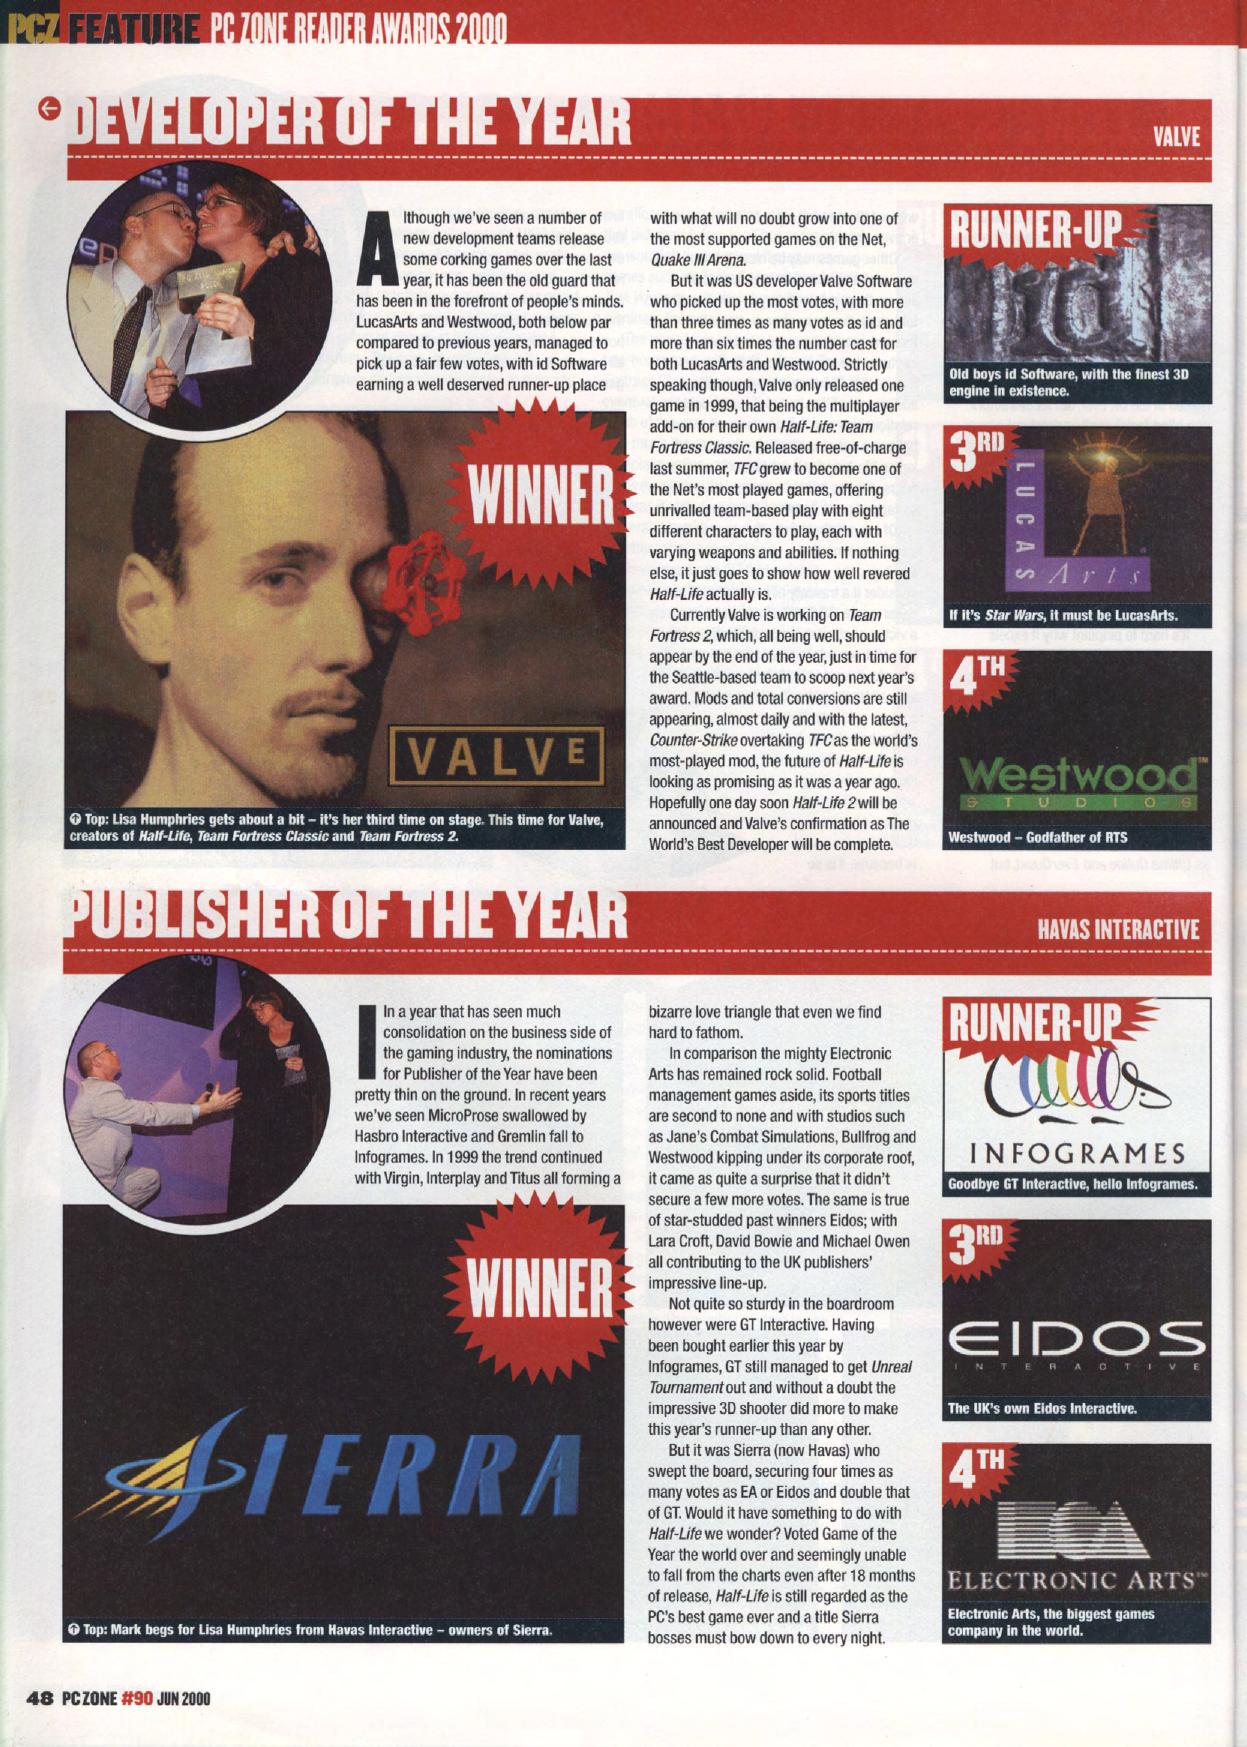 PCZ FEATURE PC ZONE READER AWARDS 2000
DEVELOPER OF THE YEAR
VALVE
Although we've seen a number of
new development teams release
some corking games over the last
year, it has been the old guard that
has been in the forefront of people's minds.
LucasArts and Westwood, both below par
compared to previous years, managed to
pick up a fair few votes, with id Software
earning a well deserved runner-up place
WINNER
VALVE
Top: Lisa Humphries gets about a bit – it's her third time on stage. This time for Valve,
creators of Half-Life, Team Fortress Classic and Team Fortress 2.
with what will no doubt grow into one of
the most supported games on the Net,
Quake III Arena.
But it was US developer Valve Software
who picked up the most votes, with more
than three times as many votes as id and
more than six times the number cast for
both LucasArts and Westwood. Strictly
speaking though, Valve only released one
game in 1999, that being the multiplayer
add-on for their own Half-Life: Team
Fortress Classic. Released free-of-charge
last summer, TFC grew to become one of
the Net's most played games, offering
unrivalled team-based play with eight
different characters to play, each with
varying weapons and abilities. If nothing
else, it just goes to show how well revered
Half-Life actually is.
Currently Valve is working on Team
Fortress 2, which, all being well, should
appear by the end of the year, just in time for
the Seattle-based team to scoop next year's
award. Mods and total conversions are still
appearing, almost daily and with the latest,
Counter-Strike overtaking TFC as the world's
most-played mod, the future of Half-Life is
looking as promising as it was a year ago.
Hopefully one day soon Half-Life 2 will be
announced and Valve's confirmation as The
World's Best Developer will be complete.
RUNNER-UP
id
Old boys id Software, with the finest 3D
engine in existence.
3RD
LUCAS
Arts
If it's Star Wars, it must be LucasArts.
4TH
Westwood™
STUDIOS
Westwood – Godfather of RTS
PUBLISHER OF THE YEAR
HAVAS INTERACTIVE
In a year that has seen much
consolidation on the business side of
the gaming industry, the nominations
for Publisher of the Year have been
pretty thin on the ground. In recent years
we've seen MicroProse swallowed by
Hasbro Interactive and Gremlin fall to
Infogrames. In 1999 the trend continued
with Virgin, Interplay and Titus all forming a
WINNER
SIERRA
Top: Mark begs for Lisa Humphries from Havas Interactive – owners of Sierra.
bizarre love triangle that even we find
hard to fathom.
In comparison the mighty Electronic
Arts has remained rock solid. Football
management games aside, its sports titles
are second to none and with studios such
as Jane's Combat Simulations, Bullfrog and
Westwood kipping under its corporate roof,
it came as quite a surprise that it didn't
secure a few more votes. The same is true
of star-studded past winners Eidos; with
Lara Croft, David Bowie and Michael Owen
all contributing to the UK publishers'
impressive line-up.
Not quite so sturdy in the boardroom
however were GT Interactive. Having
been bought earlier this year by
Infogrames, GT still managed to get Unreal
Tournament out and without a doubt the
impressive 3D shooter did more to make
this year's runner-up than any other.
But it was Sierra (now Havas) who
swept the board, securing four times as
many votes as EA or Eidos and double that
of GT. Would it have something to do with
Half-Life we wonder? Voted Game of the
Year the world over and seemingly unable
to fall from the charts even after 18 months
of release, Half-Life is still regarded as the
PC's best game ever and a title Sierra
bosses must bow down to every night.
RUNNER-UP
INFOGRAMES
Goodbye GT Interactive, hello Infogrames.
3RD
EIDOS
INTERACTIVE
The UK's own Eidos Interactive.
4TH
EA
ELECTRONIC ARTS™
Electronic Arts, the biggest games
company in the world.
48 PC ZONE #90 JUN 2000